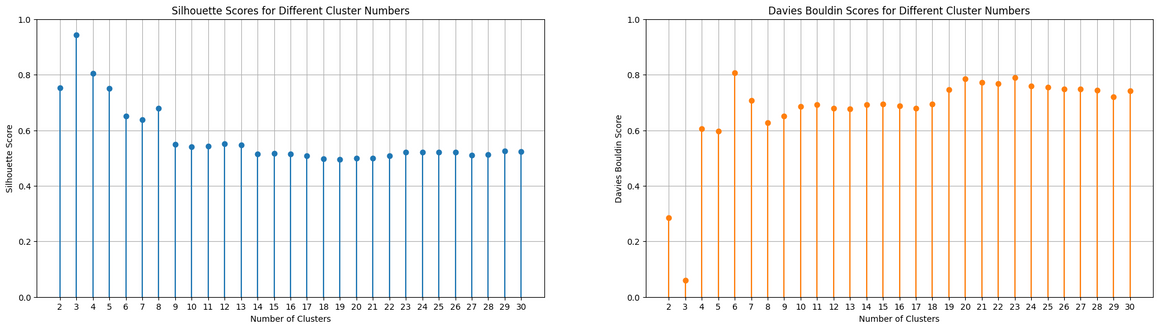 Silhouette Scores for Different Cluster Numbers
1.0
0.8
0.6
0.4
0.2
0.0
Silhouette Score
2 3 4 5 6 7 8 9 10 11 12 13 14 15 16 17 18 19 20 21 22 23 24 25 26 27 28 29 30
Number of Clusters
Davies Bouldin Scores for Different Cluster Numbers
1.0
0.8
0.6
0.4
0.2
0.0
Davies Bouldin Score
2 3 4 5 6 7 8 9 10 11 12 13 14 15 16 17 18 19 20 21 22 23 24 25 26 27 28 29 30
Number of Clusters